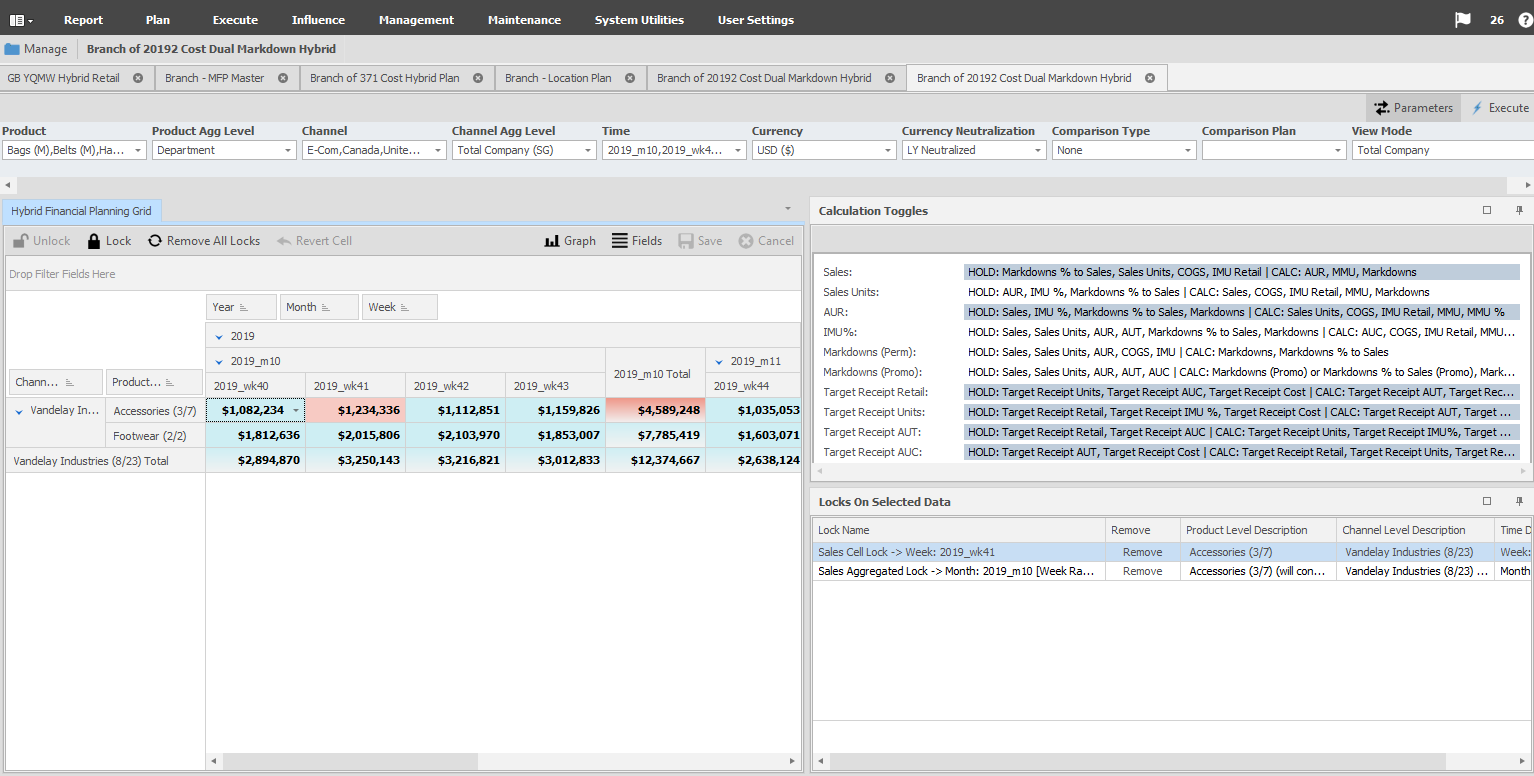 Report Plan Execute Influence Management Maintenance System Utilities User Settings 26 ?
Manage Branch of 20192 Cost Dual Markdown Hybrid
GB YQMW Hybrid Retail Branch - MFP Master Branch of 371 Cost Hybrid Plan Branch - Location Plan Branch of 20192 Cost Dual Markdown Hybrid Branch of 20192 Cost Dual Markdown Hybrid
Parameters Execute
Product Product Agg Level Channel Channel Agg Level Time Currency Currency Neutralization Comparison Type Comparison Plan View Mode
Bags (M),Belts (M),Ha... Department E-Com,Canada,Unite... Total Company (SG) 2019_m10,2019_wk4... USD ($) LY Neutralized None Total Company
Hybrid Financial Planning Grid
Unlock Lock Remove All Locks Revert Cell Graph Fields Save Cancel
Drop Filter Fields Here
Year Month Week
2019
2019_m10 2019_m10 Total 2019_m11
Chann... Product... 2019_wk40 2019_wk41 2019_wk42 2019_wk43 2019_wk44
Vandelay In... Accessories (3/7) $1,082,234 $1,234,336 $1,112,851 $1,159,826 $4,589,248 $1,035,053
Footwear (2/2) $1,812,636 $2,015,806 $2,103,970 $1,853,007 $7,785,419 $1,603,071
Vandelay Industries (8/23) Total $2,894,870 $3,250,143 $3,216,821 $3,012,833 $12,374,667 $2,638,124
Calculation Toggles
Sales: HOLD: Markdowns % to Sales, Sales Units, COGS, IMU Retail | CALC: AUR, MMU, Markdowns
Sales Units: HOLD: AUR, IMU %, Markdowns % to Sales | CALC: Sales, COGS, IMU Retail, MMU, Markdowns
AUR: HOLD: Sales, IMU %, Markdowns % to Sales, Markdowns | CALC: Sales Units, COGS, IMU Retail, MMU, MMU %
IMU%: HOLD: Sales, Sales Units, AUR, AUT, Markdowns % to Sales, Markdowns | CALC: AUC, COGS, IMU Retail, MMU...
Markdowns (Perm): HOLD: Sales, Sales Units, AUR, COGS, IMU | CALC: Markdowns, Markdowns % to Sales
Markdowns (Promo): HOLD: Sales, Sales Units, AUR, AUT, AUC | CALC: Markdowns (Promo) or Markdowns % to Sales (Promo), Mark...
Target Receipt Retail: HOLD: Target Receipt Units, Target Receipt AUC, Target Receipt Cost | CALC: Target Receipt AUT, Target Rec...
Target Receipt Units: HOLD: Target Receipt Retail, Target Receipt IMU %, Target Receipt Cost | CALC: Target Receipt AUT, Target ...
Target Receipt AUT: HOLD: Target Receipt Retail, Target Receipt AUC | CALC: Target Receipt Units, Target Receipt IMU%, Target ...
Target Receipt AUC: HOLD: Target Receipt AUT, Target Receipt Cost | CALC: Target Receipt Retail, Target Receipt Units, Target Re...
Locks On Selected Data
Lock Name Remove Product Level Description Channel Level Description Time D
Sales Cell Lock -> Week: 2019_wk41 Remove Accessories (3/7) Vandelay Industries (8/23) Week:
Sales Aggregated Lock -> Month: 2019_m10 [Week Ra... Remove Accessories (3/7) (will con... Vandelay Industries (8/23) ... Month